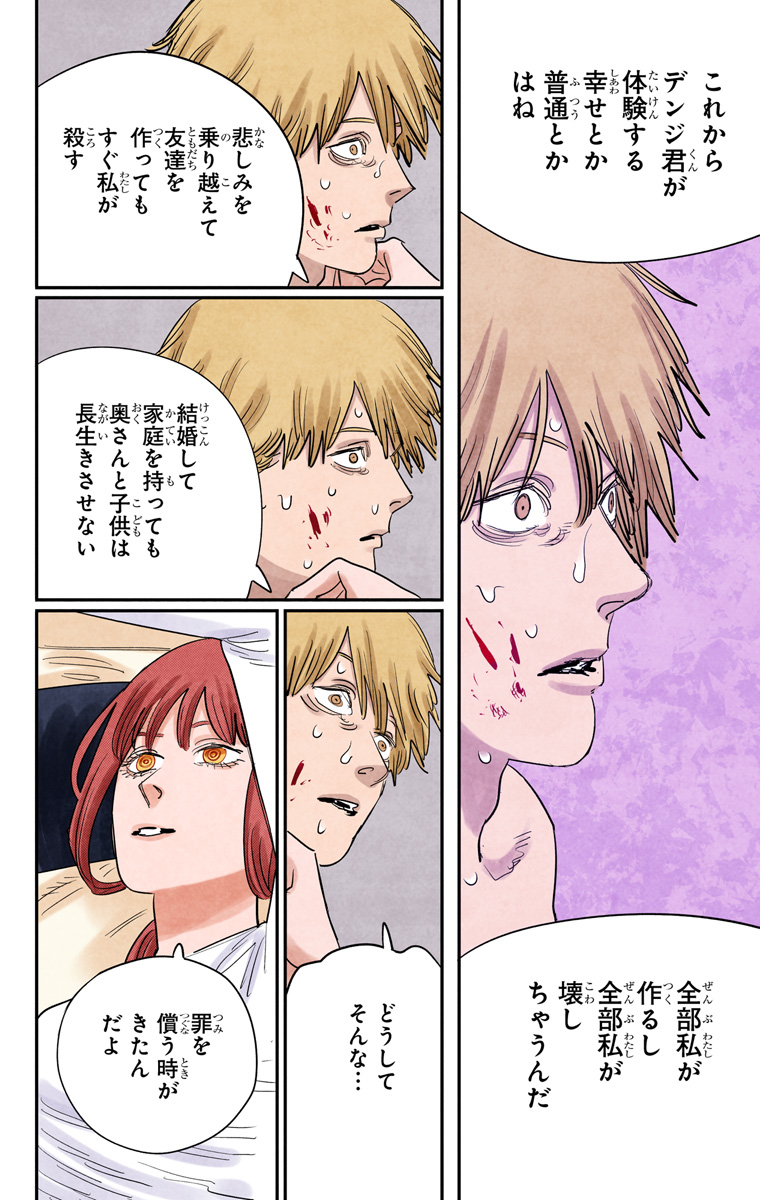 これから
デンジ君が
体験する
幸せとか
普通とか
はね
全部私が
作るし
全部私が
壊し
ちゃうんだ
悲しみを
乗り越えて
友達を
作っても
すぐ私が
殺す
結婚して
家庭を持っても
奥さんと子供は
長生きさせない
どうして
そんな…
罪を
償う時が
きたん
だよ